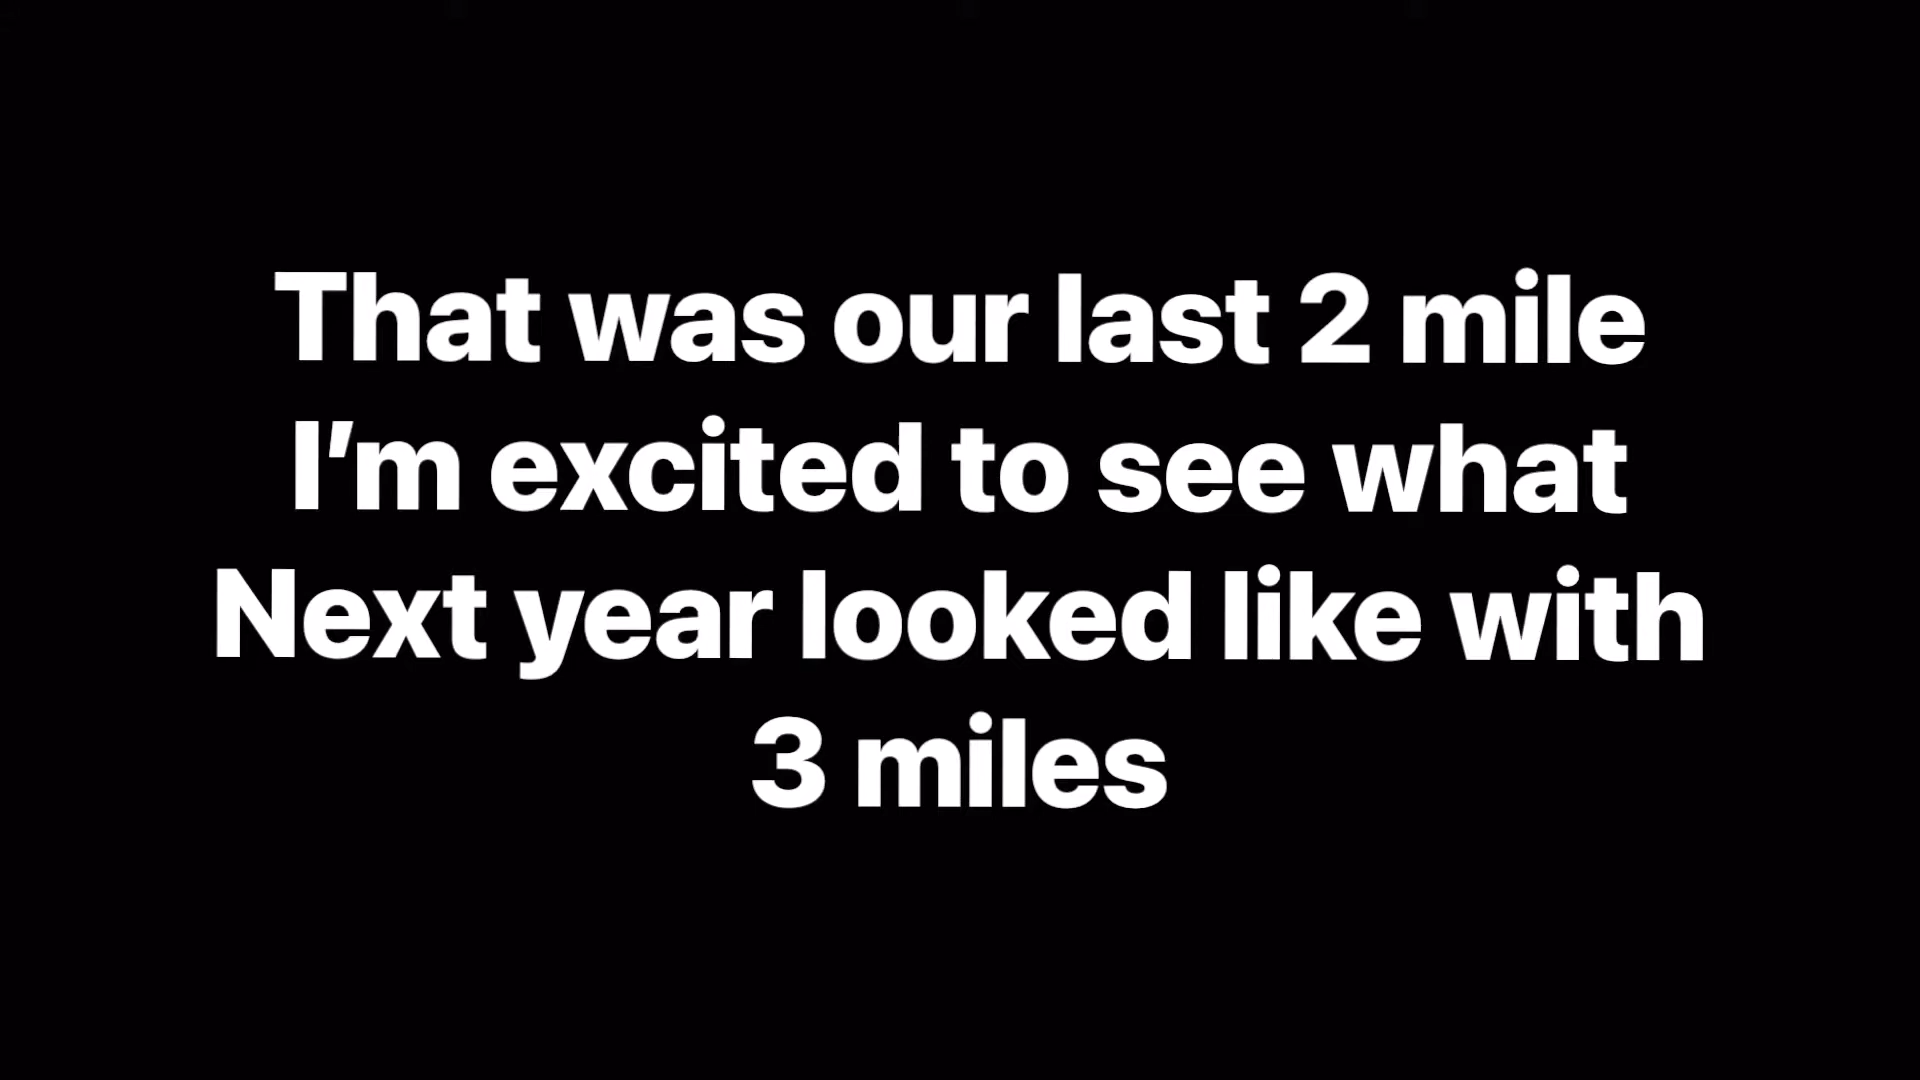 That was our last 2 mile
I’m excited to see what
Next year looked like with
3 miles